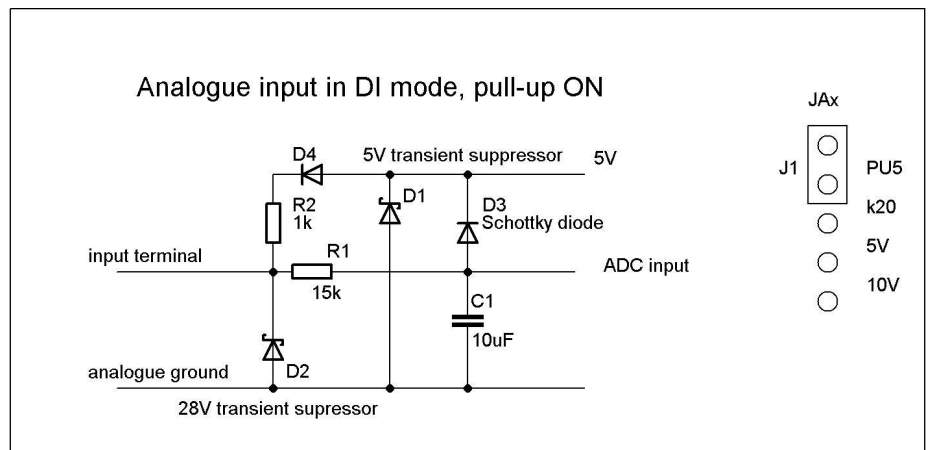 Analogue input in DI mode, pull-up ON
JAx
D4
5V transient suppressor
5V
J1
PU5
R2
1k
D1
D3
Schottky diode
k20
input terminal
R1
15k
ADC input
5V
10V
C1
10uF
analogue ground
D2
28V transient supressor